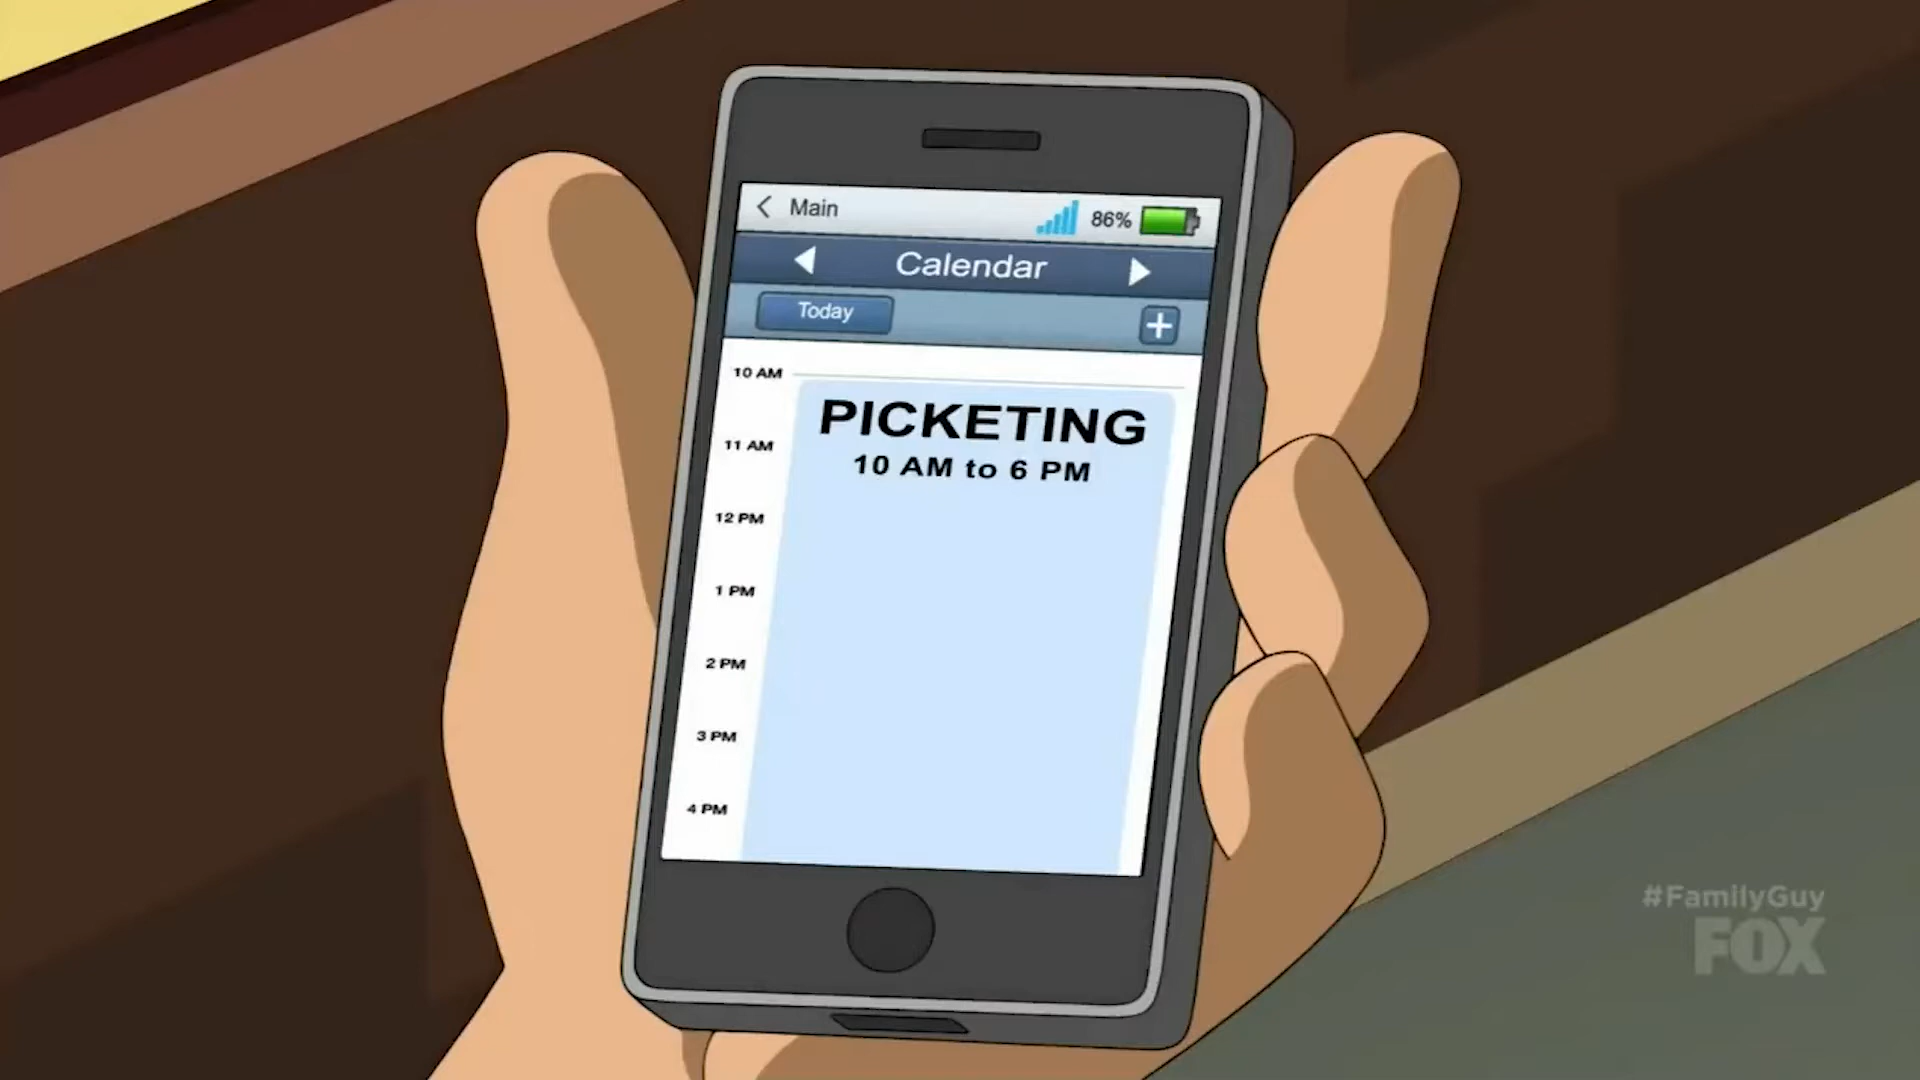 Main
86%
Calendar
Today
10 AM
PICKETING
11 AM
10 AM to 6 PM
12 PM
1 PM
2 PM
3 PM
4 PM
#FamilyGuy
FOX